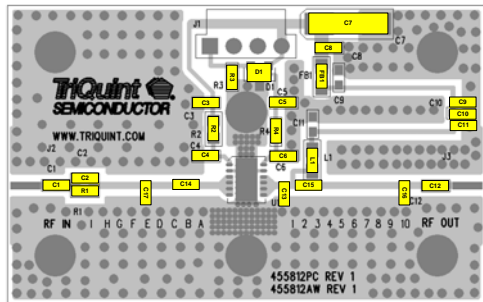 J1
C7
C7
C8
C8
D1
D1
R3
R3
FB1
FB1
C9
TriQuint
SEMICONDUCTOR
WWW.TRIQUINT.COM
C3
C3
C5
C5
C10
C9
C10
C11
R2
R2
R4
R4
C11
C4
C4
C6
C6
L1
L1
J2
C2
J3
C1
C1
C2
R1
R1
C17
C14
C13
C15
C16
C12
C12
U1
RF IN I H G F E D C B A
1 2 3 4 5 6 7 8 9 10 RF OUT
455812PC REV 1
455812AW REV 1